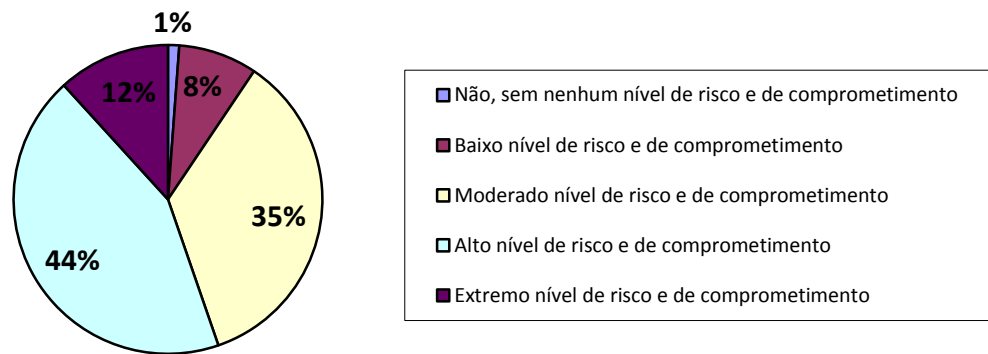 1%
12%
8%
35%
44%
Não, sem nenhum nível de risco e de comprometimento
Baixo nível de risco e de comprometimento
Moderado nível de risco e de comprometimento
Alto nível de risco e de comprometimento
Extremo nível de risco e de comprometimento